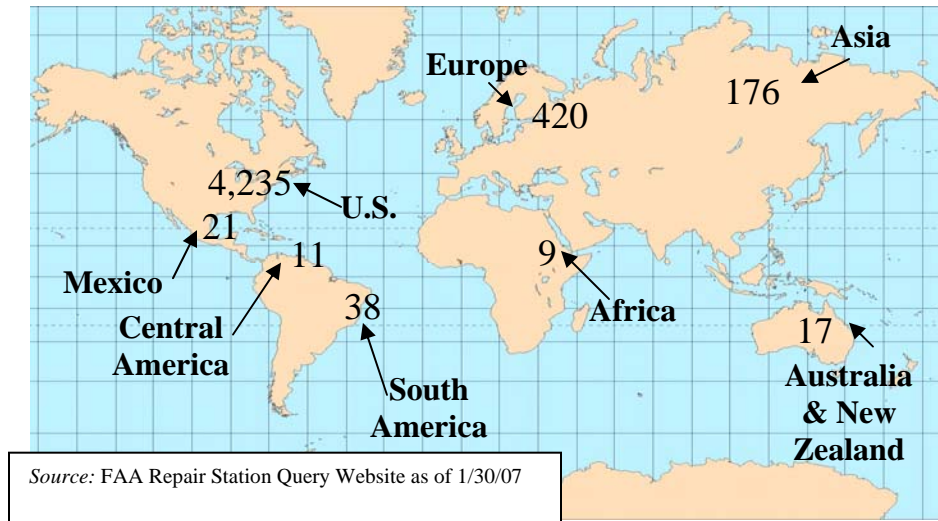 Asia
Europe
176
420
4,235
U.S.
21
Mexico
11
Central
America
9
Africa
38
South
America
17
Australia
& New
Zealand
Source: FAA Repair Station Query Website as of 1/30/07